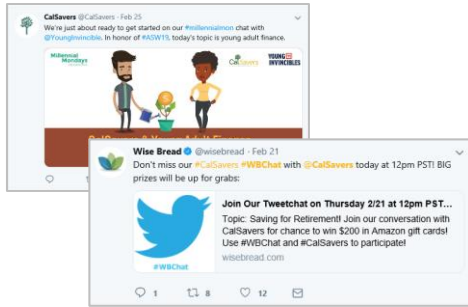 CalSavers @CalSavers · Feb 25
We're just about ready to get started on our #millennialmon chat with
@YoungInvincible. In honor of #ASW19, today's topic is young adult finance.
Millennial
Mondays
CalSavers
YOUNG
INVINCIBLES
CalSavers & Young Adult Finance
Wise Bread @wisebread · Feb 21
Don't miss our #CalSavers #WBChat with @CalSavers today at 12pm PST! BIG
prizes will be up for grabs:
Join Our Tweetchat on Thursday 2/21 at 12pm PST...
Topic: Saving for Retirement! Join our conversation with
CalSavers for chance to win $200 in Amazon gift cards!
Use #WBChat and #CalSavers to participate!
wisebread.com
#WBChat
1 8 12